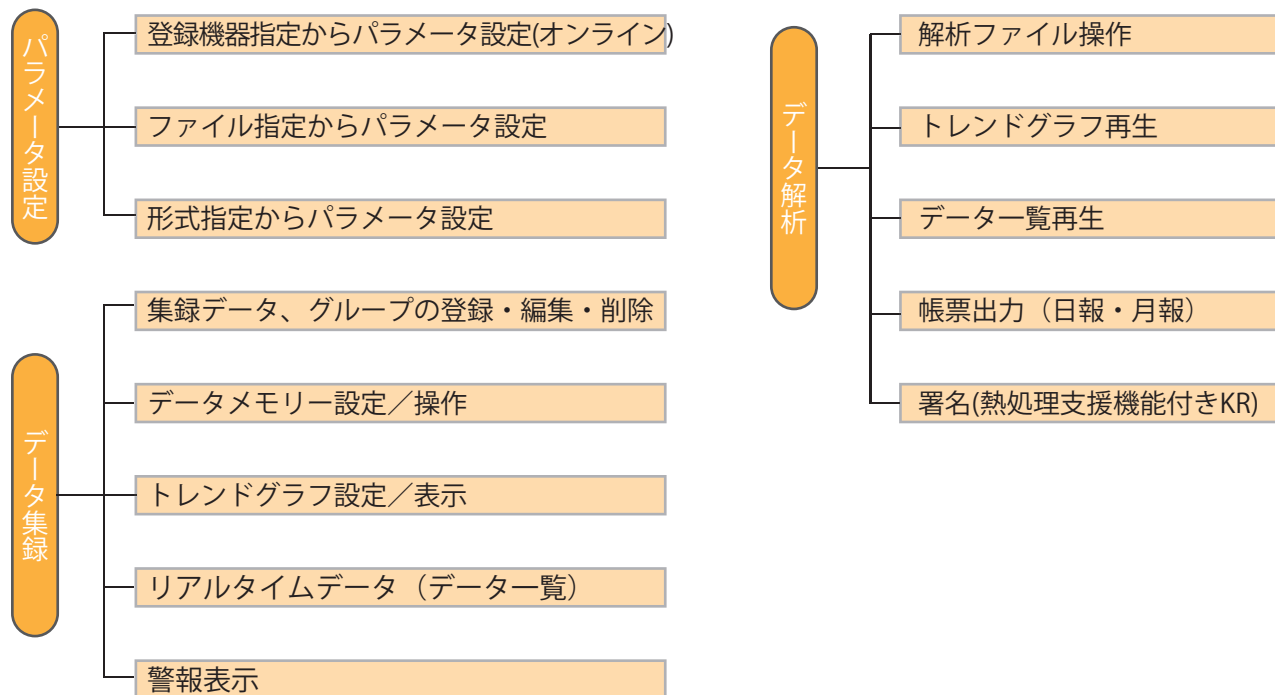 パラメータ設定
登録機器指定からパラメータ設定(オンライン)
ファイル指定からパラメータ設定
形式指定からパラメータ設定
データ集録
集録データ、グループの登録・編集・削除
データメモリー設定／操作
トレンドグラフ設定／表示
リアルタイムデータ（データ一覧）
警報表示
データ解析
解析ファイル操作
トレンドグラフ再生
データ一覧再生
帳票出力（日報・月報）
署名(熱処理支援機能付きKR)